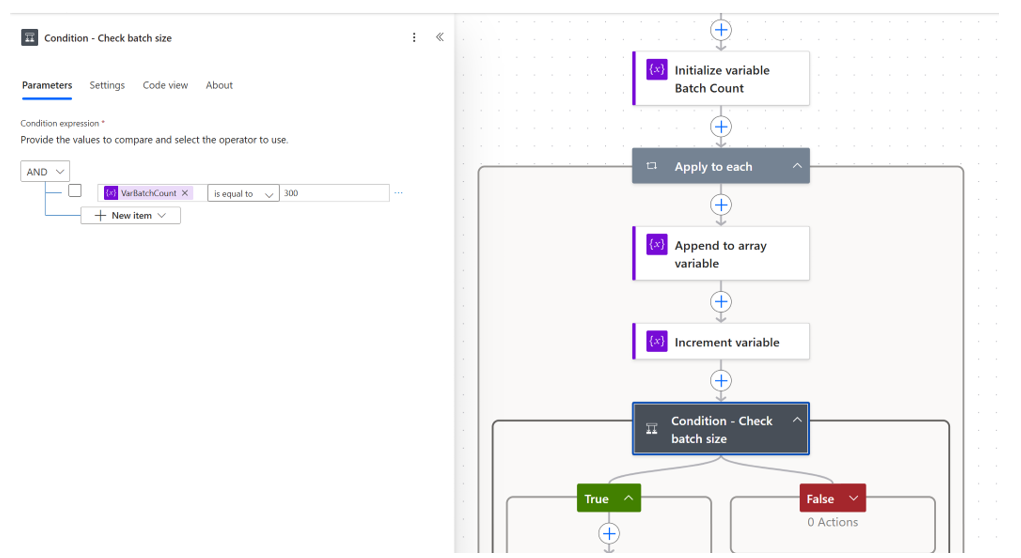 Condition - Check batch size
Parameters
Settings
Code view
About
Condition expression *
Provide the values to compare and select the operator to use.
AND
{x} VarBatchCount × is equal to 300
+ New item
{x} Initialize variable
Batch Count
Apply to each
{x} Append to array
variable
{x} Increment variable
Condition - Check
batch size
True
False
0 Actions